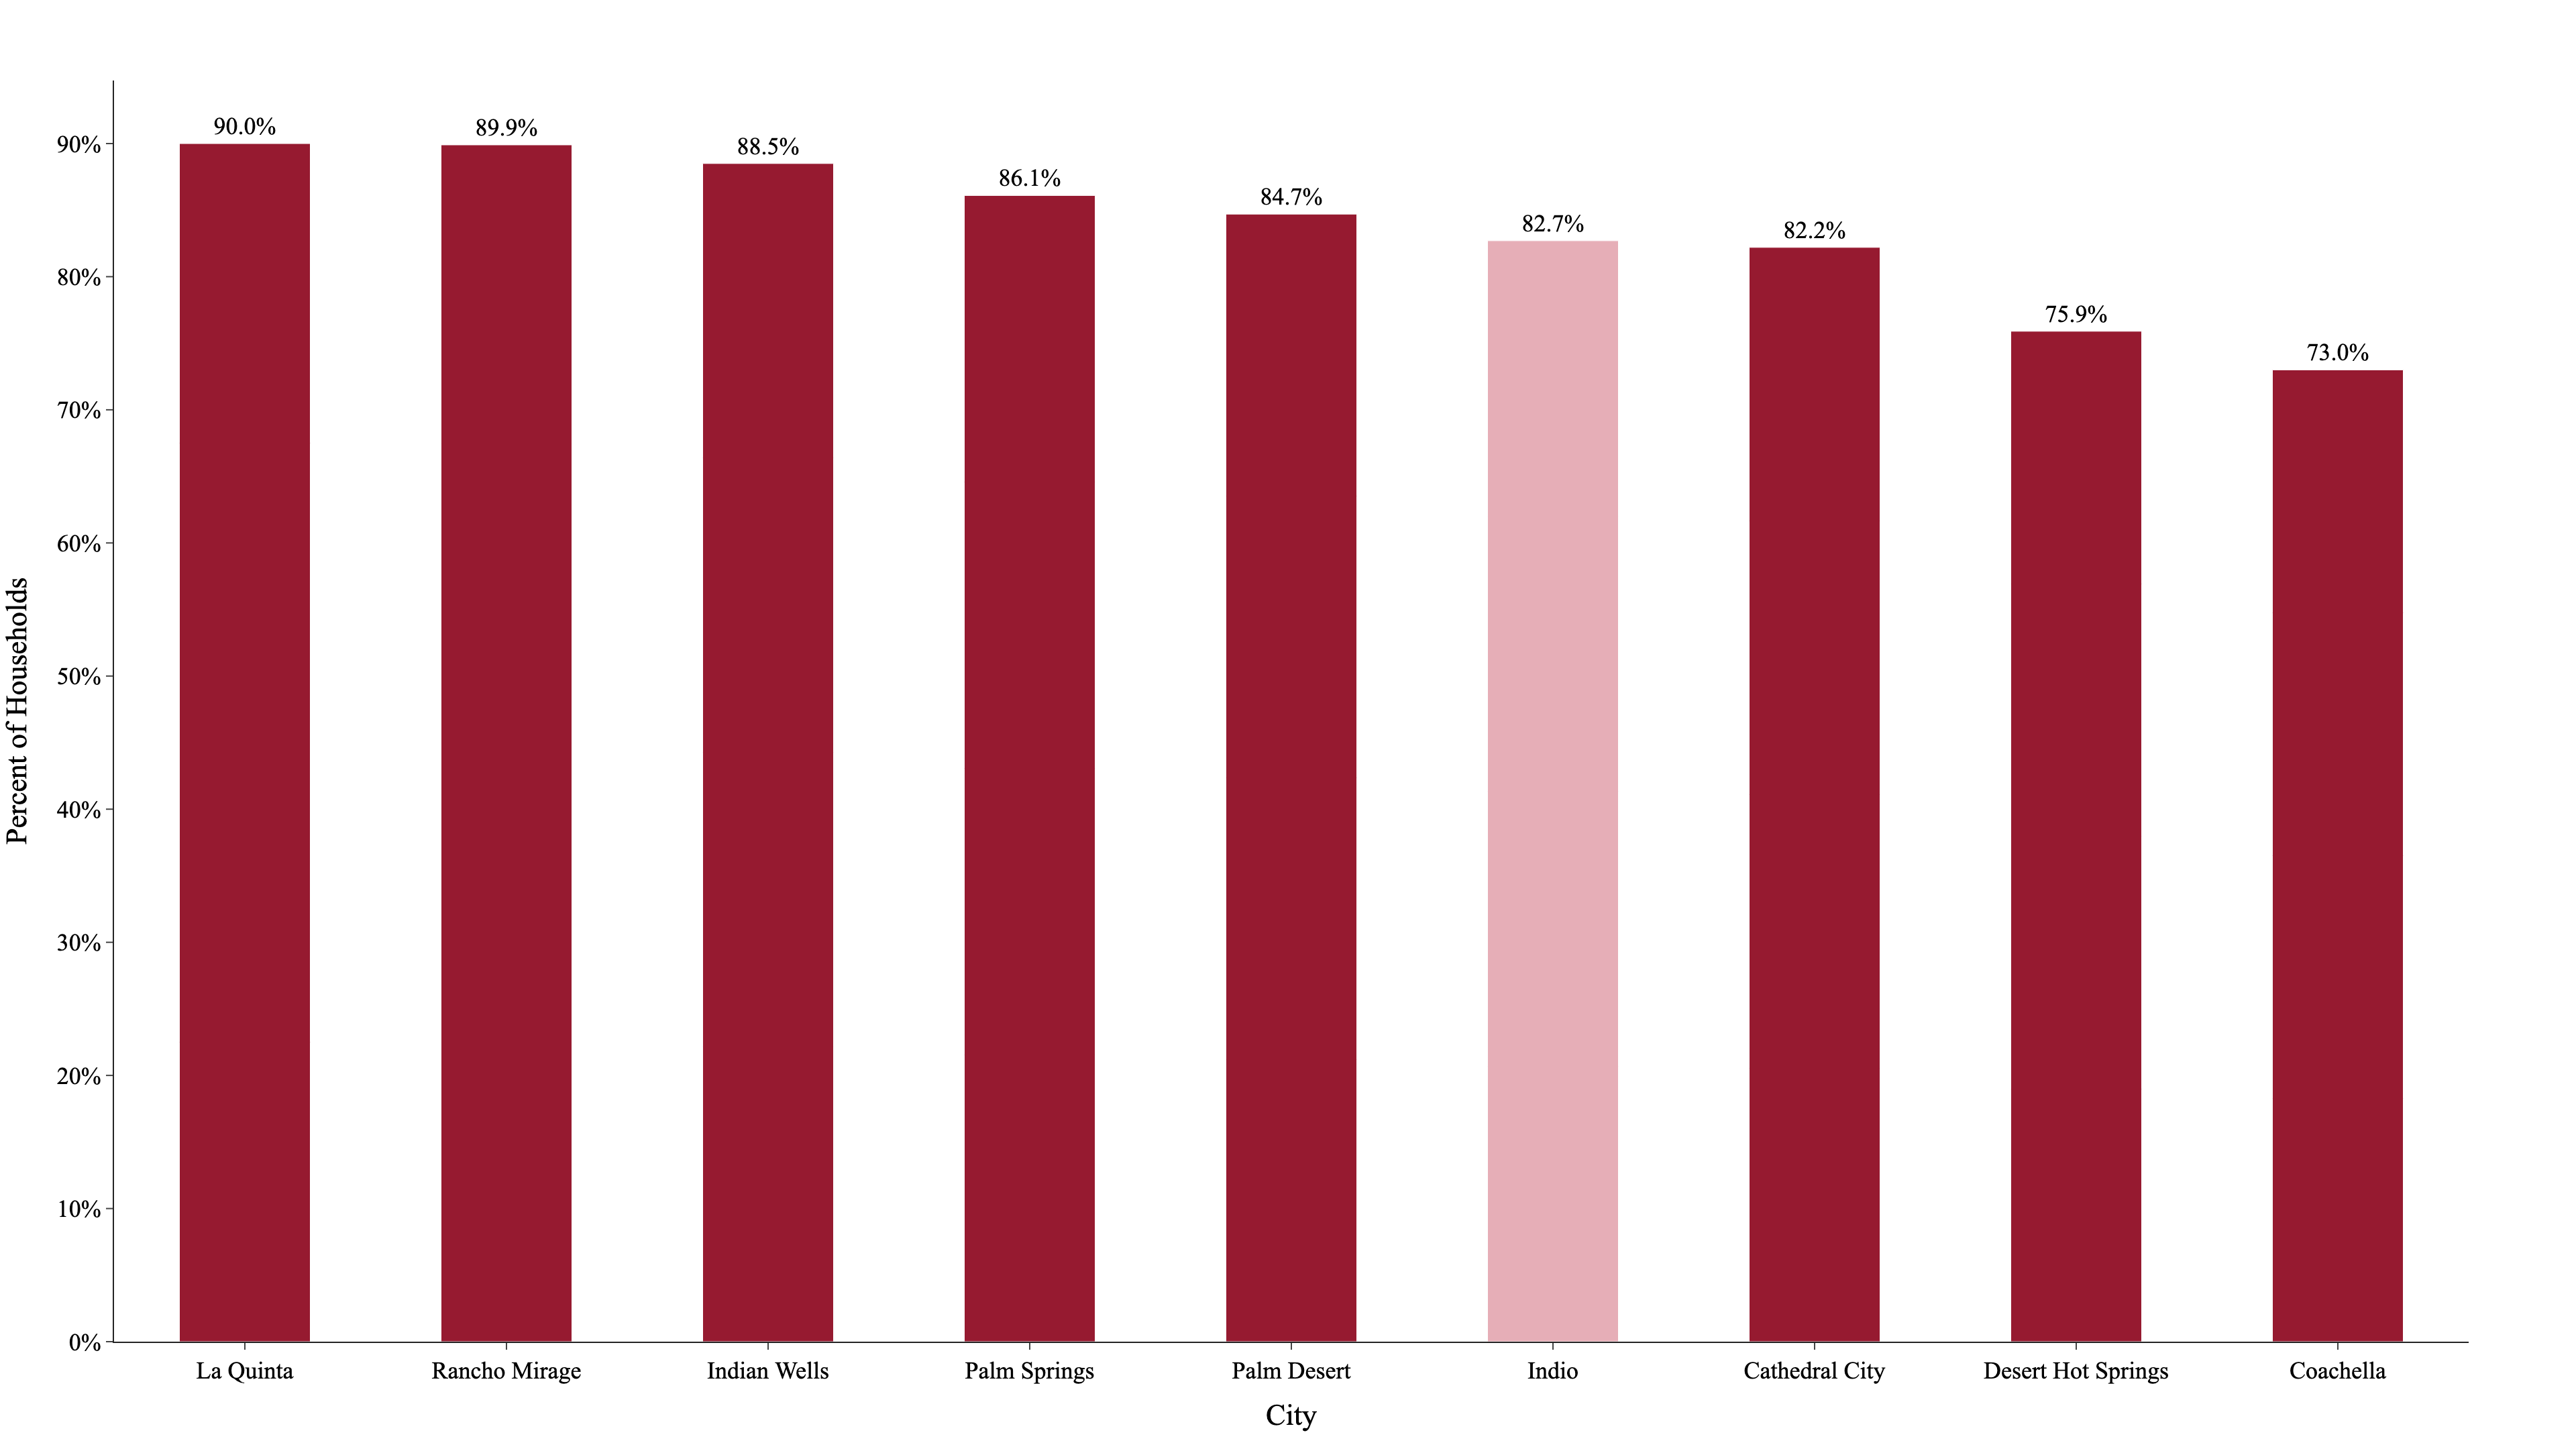 90.0%
89.9%
88.5%
86.1%
84.7%
82.7%
82.2%
75.9%
73.0%
90%
80%
70%
60%
50%
40%
30%
20%
10%
0%
Percent of Households
La Quinta
Rancho Mirage
Indian Wells
Palm Springs
Palm Desert
Indio
Cathedral City
Desert Hot Springs
Coachella
City